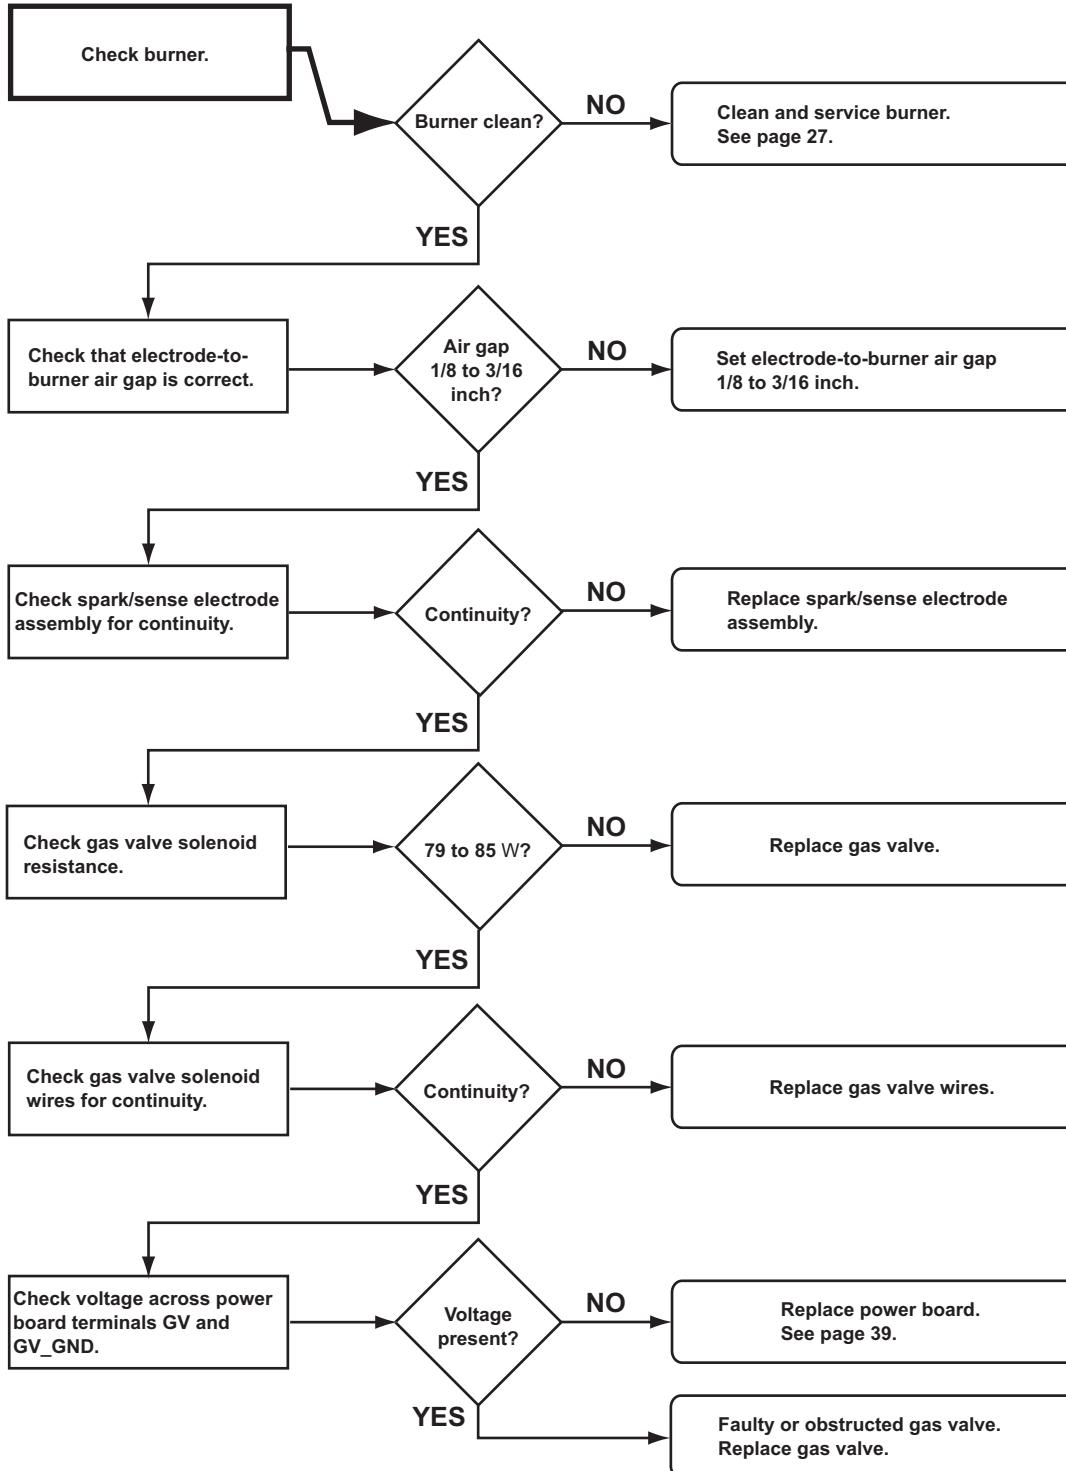 Check burner.
Burner clean?
NO
Clean and service burner.
See page 27.
YES
Check that electrode-to-
burner air gap is correct.
Air gap
1/8 to 3/16
inch?
NO
Set electrode-to-burner air gap
1/8 to 3/16 inch.
YES
Check spark/sense electrode
assembly for continuity.
Continuity?
NO
Replace spark/sense electrode
assembly.
YES
Check gas valve solenoid
resistance.
79 to 85 W?
NO
Replace gas valve.
YES
Check gas valve solenoid
wires for continuity.
Continuity?
NO
Replace gas valve wires.
YES
Check voltage across power
board terminals GV and
GV_GND.
Voltage
present?
NO
Replace power board.
See page 39.
YES
Faulty or obstructed gas valve.
Replace gas valve.